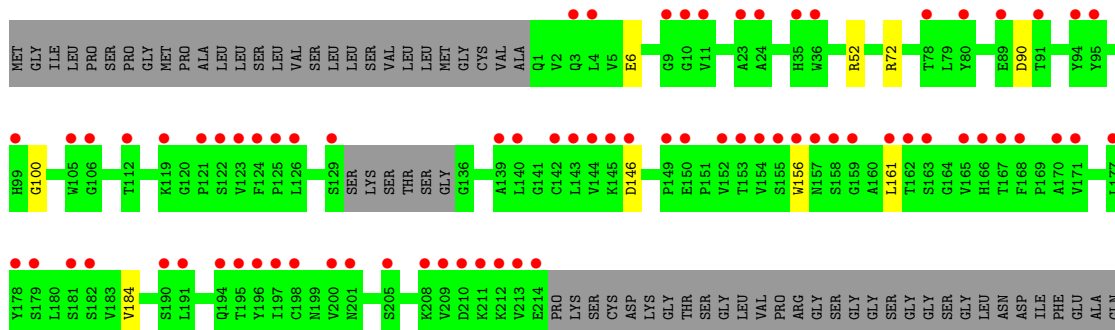 MET GLY ILE LEU PRO SER PRO GLY MET PRO ALA LEU LEU SER LEU VAL SER LEU LEU SER VAL LEU LEU MET GLY CYS VAL ALA Q1 V2 Q3 L4 V5 E6 G9 G10 V11 A23 A24 H35 W36 R52 R72 T78 L79 Y80 E89 D90 T91 Y94 Y95
H99 G100 W105 G106 T112 K119 G120 P121 S122 V123 F124 P125 L126 S129 SER LYS SER THR SER GLY G136 A139 L140 G141 C142 L143 V144 K145 D146 P149 E150 P151 V152 T153 V154 S155 W156 N157 S158 G159 A160 L161 T162 S163 G164 V165 H166 T167 F168 P169 A170 V171 L177
Y178 S179 L180 S181 S182 V183 V184 S190 L191 Q194 T195 Y196 I197 C198 N199 V200 N201 S205 K208 V209 D210 K211 K212 V213 E214 PRO LYS SER CYS ASP LYS GLY THR SER GLY LEU VAL PRO ARG GLY SER GLY GLY SER GLY GLY SER GLY LEU ASN ASP ILE PHE GLU ALA